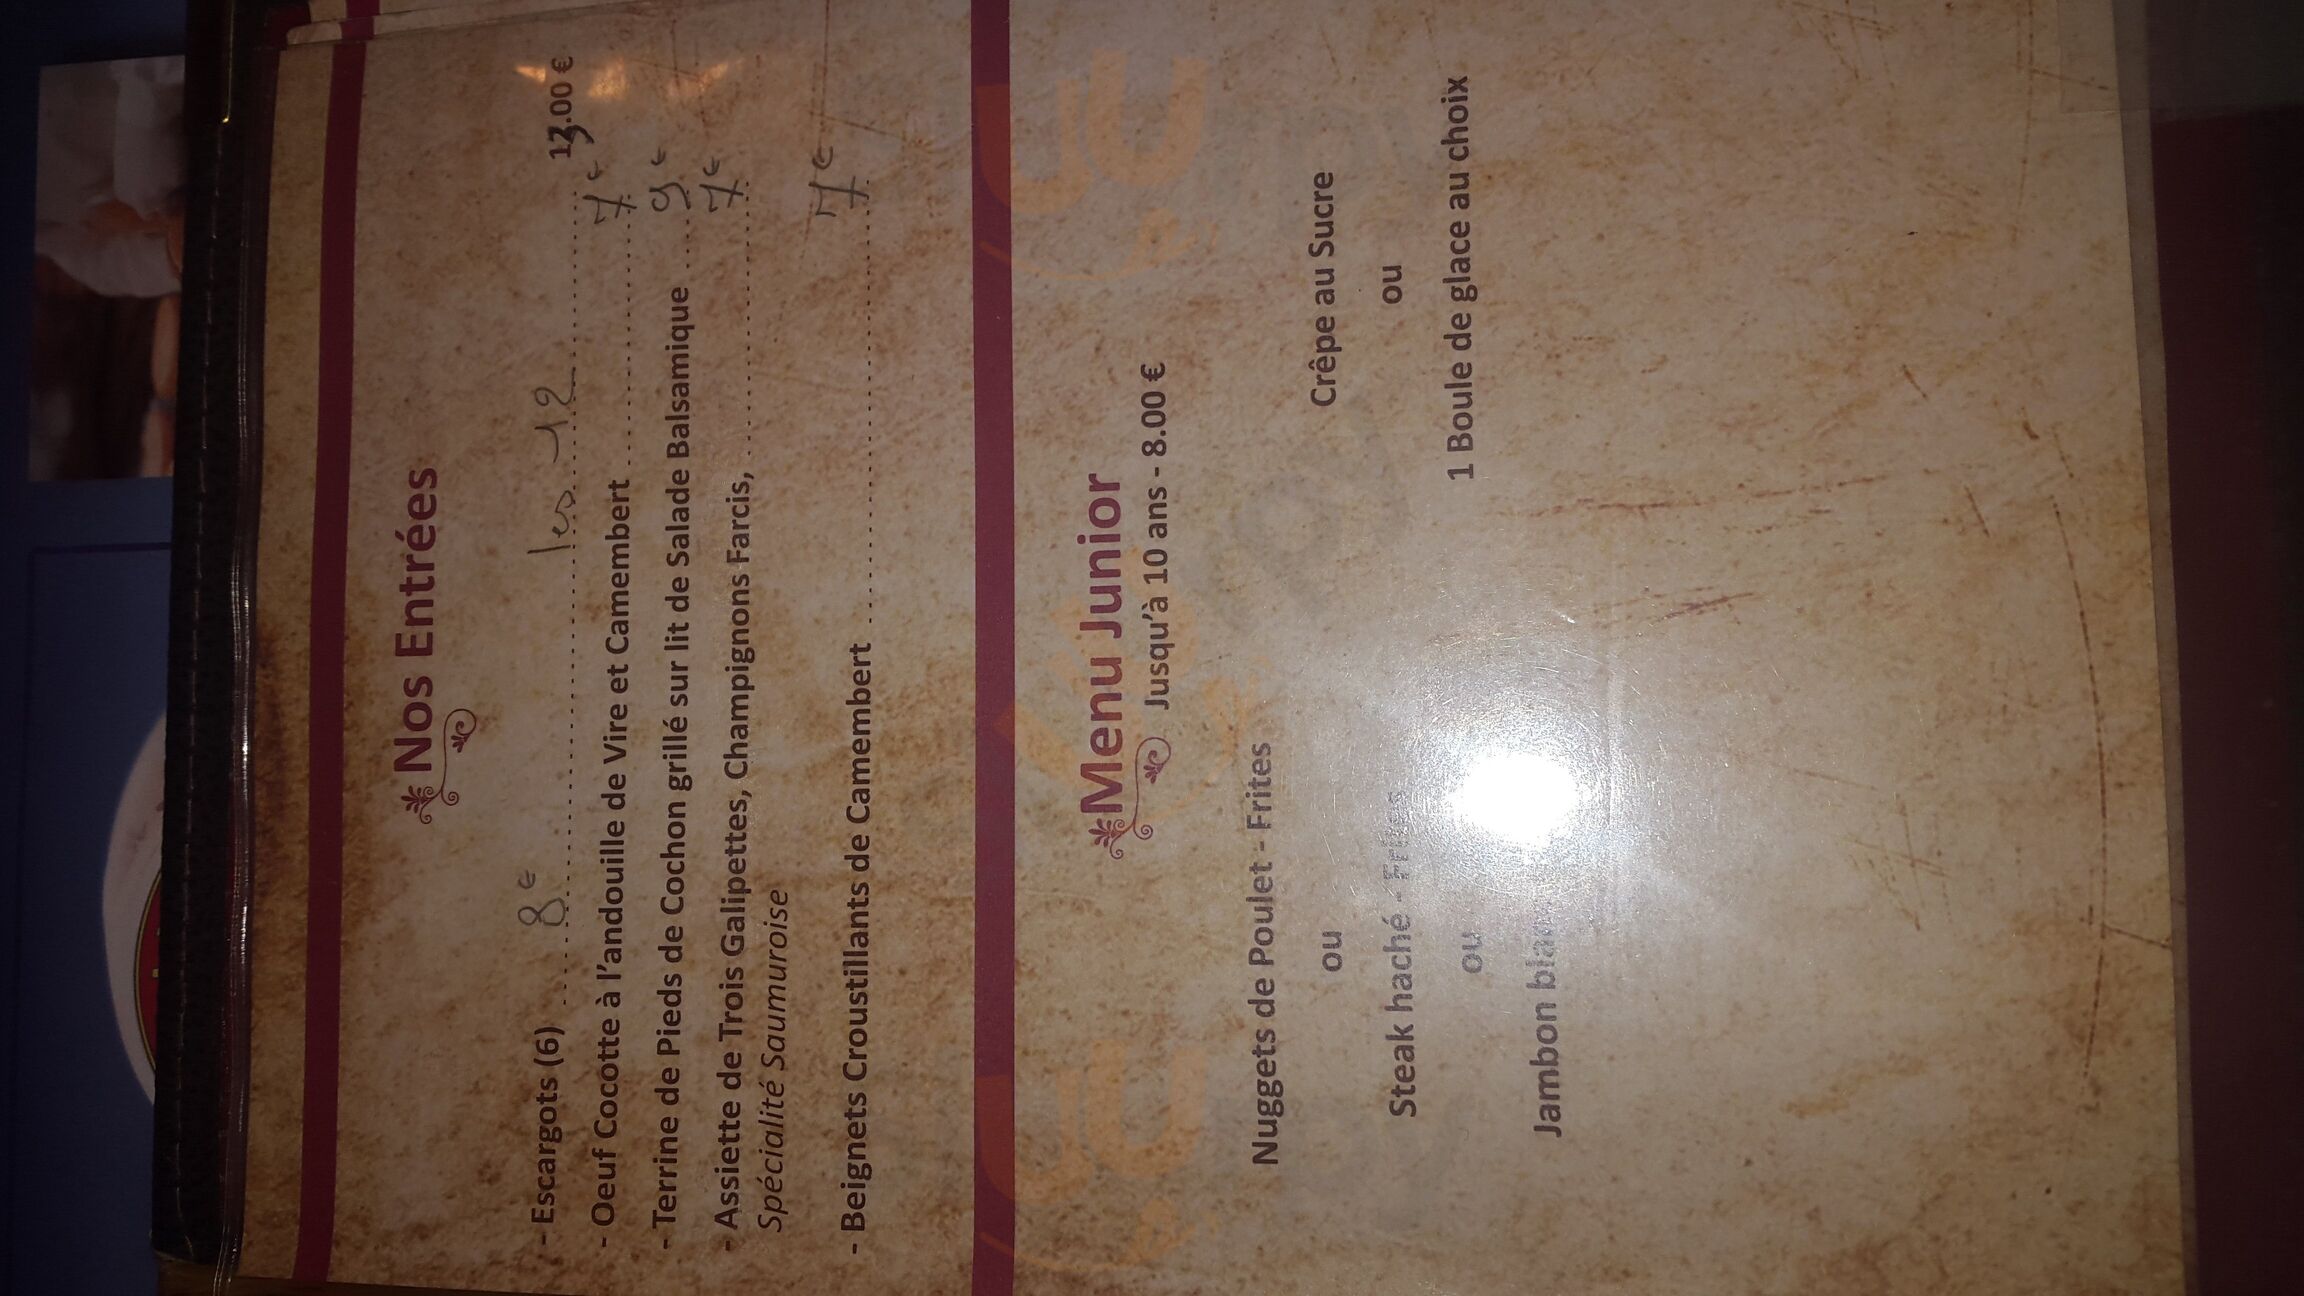 Nos Entrées
- Escargots (6) ..... 8€ ..... les 12 ..... 13.00 €
- Oeuf Cocotte à l'andouille de Vire et Camembert ..... 7€
- Terrine de Pieds de Cochon grillé sur lit de Salade Balsamique ..... 9€
- Assiette de Trois Galipettes, Champignons Farcis, ..... 7€
Spécialité Saumuroise
- Beignets Croustillants de Camembert ..... 7€
Menu Junior
Jusqu'à 10 ans - 8.00 €
Nuggets de Poulet - Frites
ou
Steak haché - Frites
ou
Jambon
Crêpe au Sucre
ou
1 Boule de glace au choix